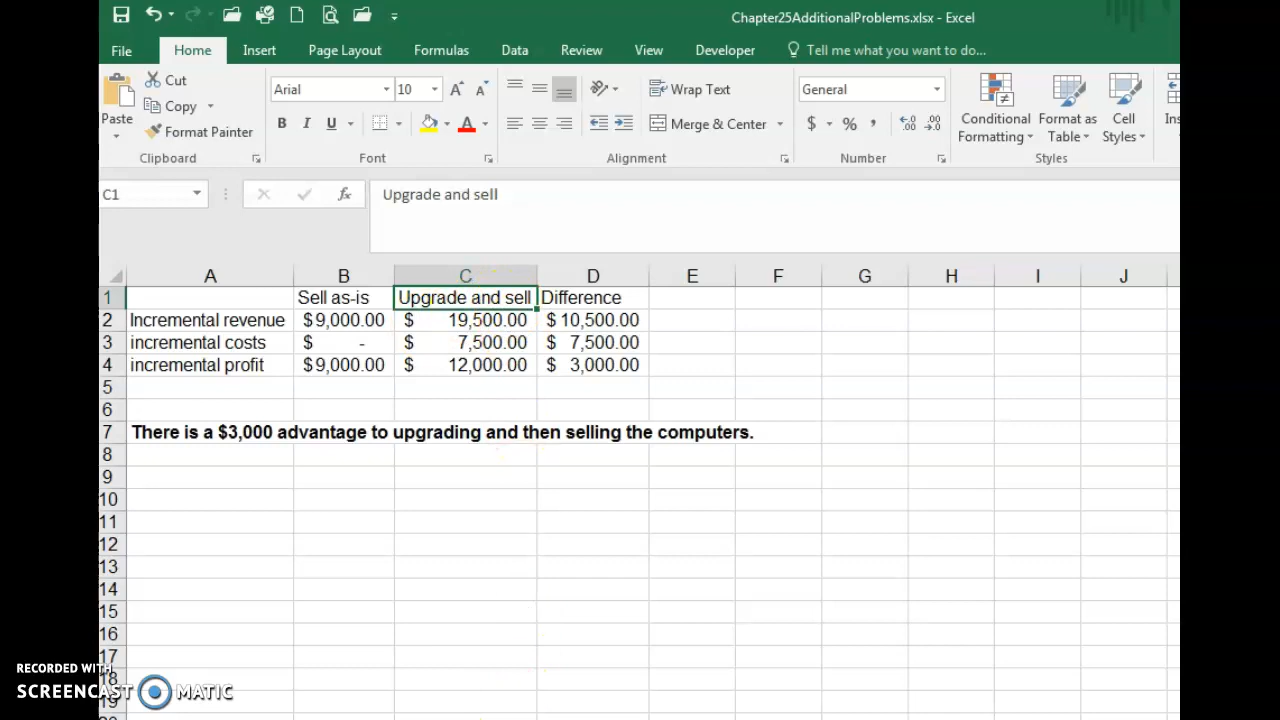 Chapter25AdditionalProblems.xlsx - Excel
File Home Insert Page Layout Formulas Data Review View Developer Tell me what you want to do...
Paste
Cut
Copy
Format Painter
Clipboard
Arial 10
B I U
Font
Wrap Text
Merge & Center
Alignment
General
$ % ,
Number
Conditional Formatting
Format as Table
Cell Styles
Styles
C1 fx Upgrade and sell
A B C D E F G H I J
1 Sell as-is Upgrade and sell Difference
2 Incremental revenue $9,000.00 $ 19,500.00 $ 10,500.00
3 incremental costs $ - $ 7,500.00 $ 7,500.00
4 incremental profit $9,000.00 $ 12,000.00 $ 3,000.00
5
6
7 There is a $3,000 advantage to upgrading and then selling the computers.
8
9
10
11
12
13
14
15
16
17
18
19
RECORDED WITH
SCREENCAST MATIC